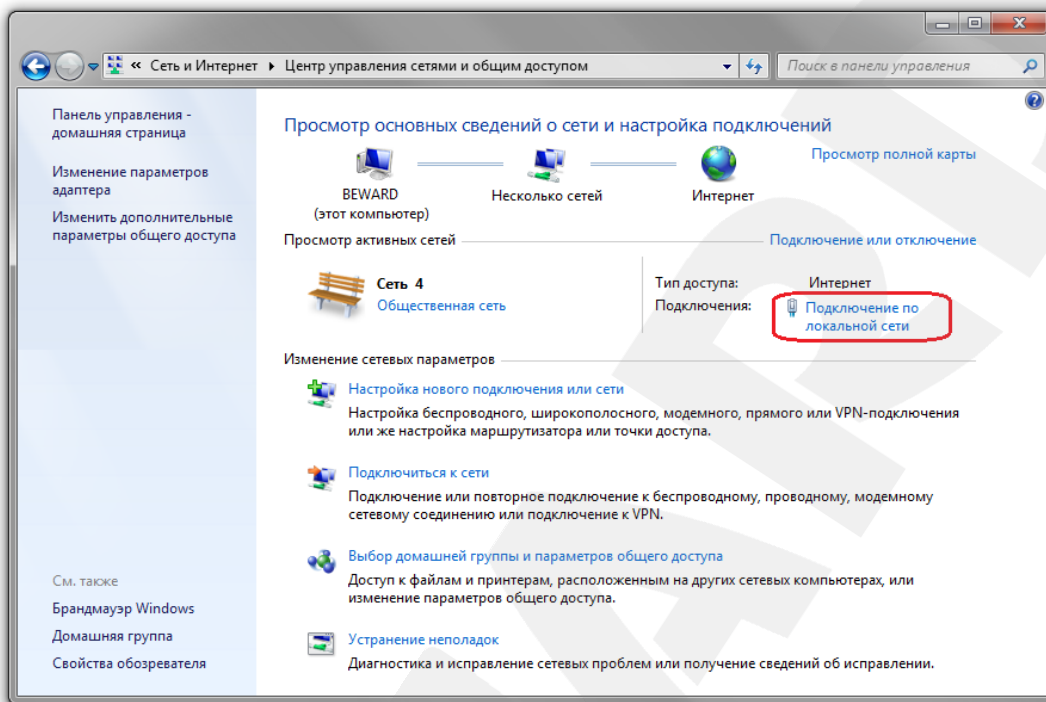 « Сеть и Интернет ▸ Центр управления сетями и общим доступом
Поиск в панели управления
Панель управления -
домашняя страница
Изменение параметров
адаптера
Изменить дополнительные
параметры общего доступа
См. также
Брандмауэр Windows
Домашняя группа
Свойства обозревателя
Просмотр основных сведений о сети и настройка подключений
Просмотр полной карты
BEWARD
(этот компьютер)
Несколько сетей
Интернет
Просмотр активных сетей
Подключение или отключение
Сеть 4
Общественная сеть
Тип доступа: Интернет
Подключения: Подключение по
локальной сети
Изменение сетевых параметров
Настройка нового подключения или сети
Настройка беспроводного, широкополосного, модемного, прямого или VPN-подключения
или же настройка маршрутизатора или точки доступа.
Подключиться к сети
Подключение или повторное подключение к беспроводному, проводному, модемному
сетевому соединению или подключение к VPN.
Выбор домашней группы и параметров общего доступа
Доступ к файлам и принтерам, расположенным на других сетевых компьютерах, или
изменение параметров общего доступа.
Устранение неполадок
Диагностика и исправление сетевых проблем или получение сведений об исправлении.